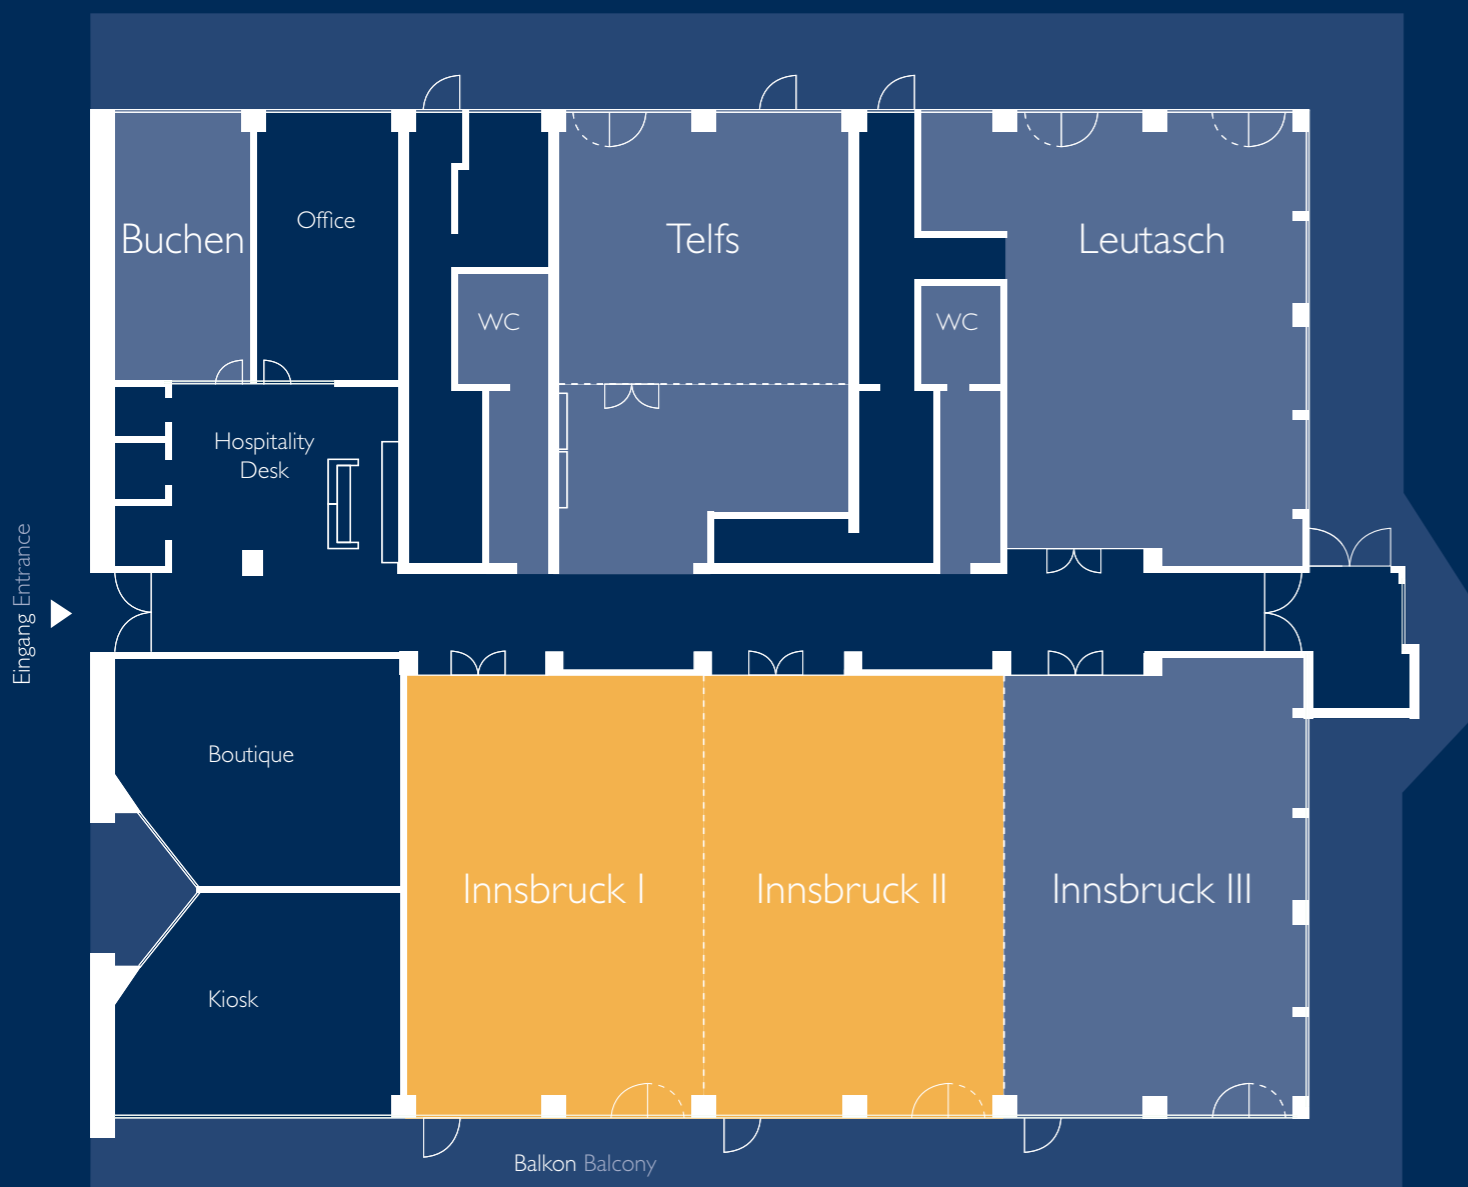 Buchen
Office
Telfs
Leutasch
WC
WC
Hospitality
Desk
Eingang Entrance
Boutique
Innsbruck I
Innsbruck II
Innsbruck III
Kiosk
Balkon Balcony